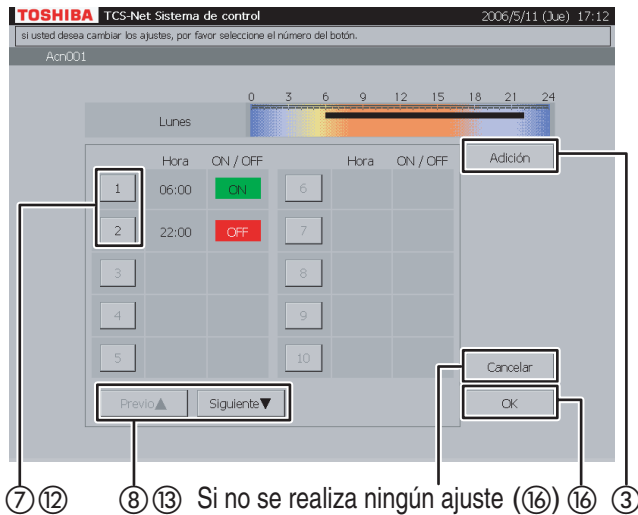 TOSHIBA TCS-Net Sistema de control 2006/5/11 (Jue) 17:12
si usted desea cambiar los ajustes, por favor seleccione el número del botón.
Acn001
0 3 6 9 12 15 18 21 24
Lunes
Hora ON / OFF Hora ON / OFF Adición
1 06:00 ON 6
2 22:00 OFF 7
3 8
4 9
5 10
Cancelar
Previo▲ Siguiente▼ OK
⑦⑫ ⑧⑬ Si no se realiza ningún ajuste (⑯) ⑯ ③